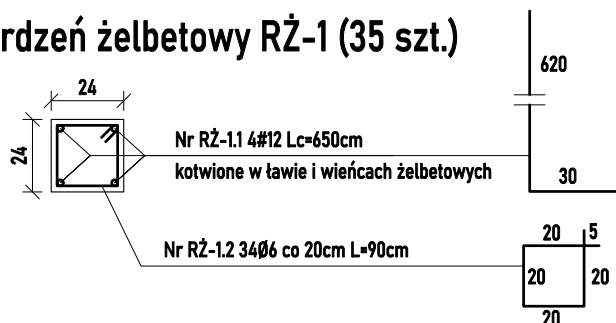 rdzeń żelbetowy RŻ-1 (35 szt.)
24
24
Nr RŻ-1.1 4#12 Lc=650cm
kotwione w ławie i wieńcach żelbetowych
620
30
Nr RŻ-1.2 34Ø6 co 20cm L=90cm
20
5
20
20
20